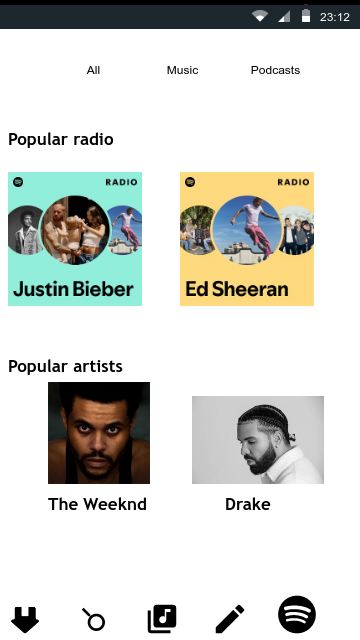 23:12
All Music Podcasts
Popular radio
RADIO RADIO
Justin Bieber Ed Sheeran
Popular artists
The Weeknd Drake